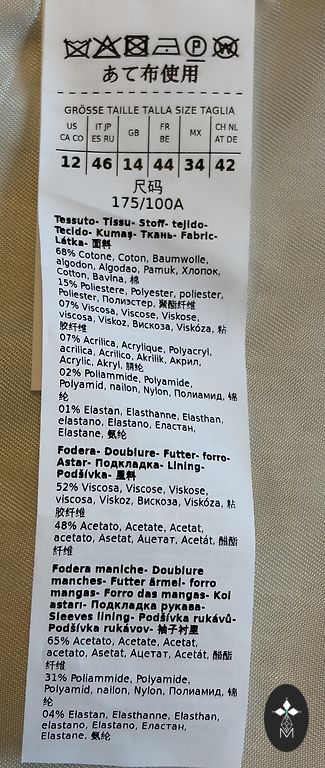 P W
あて布使用
GRÖSSE TAILLE TALLA SIZE TAGLIA
US CA CO IT JP ES RU GB FR BE MX CH NL AT DE
12 46 14 44 34 42
尺码
175/100A
Tessuto- Tissu- Stoff- tejido-
Tecido- Kumaş- Ткань- Fabric-
Látka- 面料
68% Cotone, Coton, Baumwolle,
algodon, Algodao, Pamuk, Хлопок,
Cotton, Bavlna, 棉
15% Poliestere, Polyester, poliester,
Poliester, Полиэстер, 聚酯纤维
07% Viscosa, Viscose, Viskose,
viscosa, Viskoz, Вискоза, Viskóza, 粘
胶纤维
07% Acrilica, Acrylique, Polyacryl,
acrilica, Acrilico, Akrilik, Акрил,
Acrylic, Akryl, 腈纶
02% Poliammide, Polyamide,
Polyamid, nailon, Nylon, Полиамид, 锦
纶
01% Elastan, Elasthanne, Elasthan,
elastano, Elastano, Еластан,
Elastane, 氨纶
Fodera- Doublure- Futter- forro-
Astar- Подкладка- Lining-
Podšívka- 里料
52% Viscosa, Viscose, Viskose,
viscosa, Viskoz, Вискоза, Viskóza, 粘
胶纤维
48% Acetato, Acetate, Acetat,
acetato, Asetat, Ацетат, Acetát, 醋酯
纤维
Fodera maniche- Doublure
manches- Futter ärmel- forro
mangas- Forro das mangas- Kol
astarı- Подкладка рукава-
Sleeves lining- Podšívka rukávů-
Podšívka rukávov- 袖子衬里
65% Acetato, Acetate, Acetat,
acetato, Asetat, Ацетат, Acetát, 醋酯
纤维
31% Poliammide, Polyamide,
Polyamid, nailon, Nylon, Полиамид, 锦
纶
04% Elastan, Elasthanne, Elasthan,
elastano, Elastano, Еластан,
Elastane, 氨纶
M